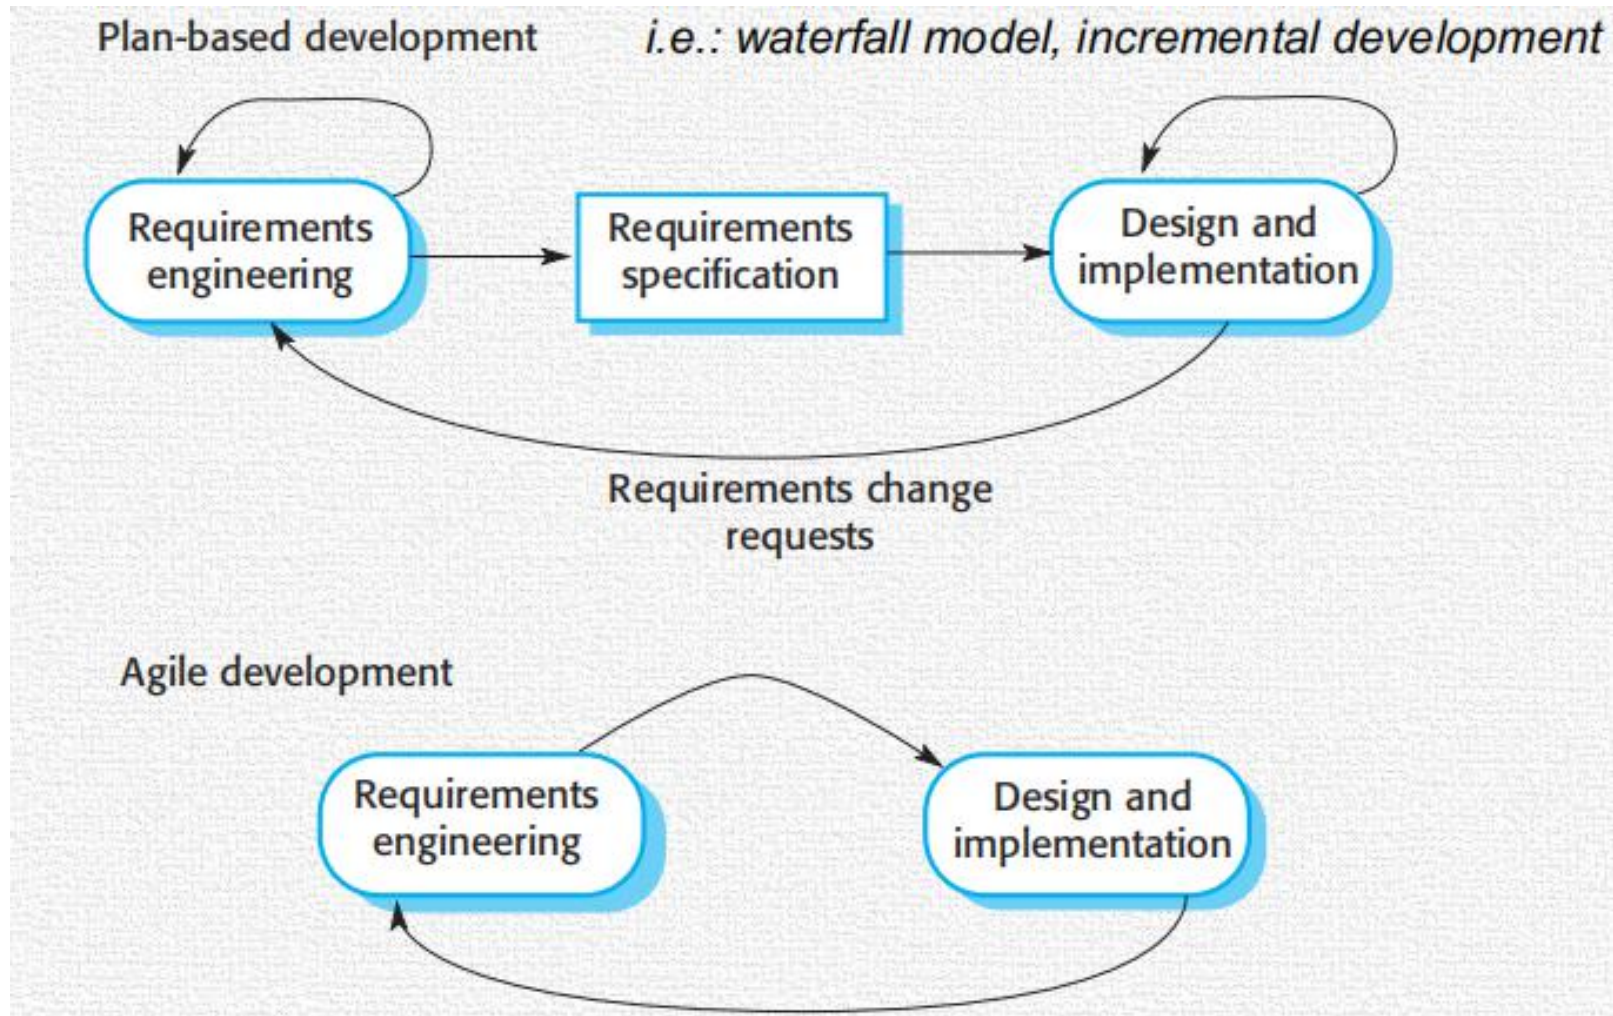 Plan-based development
i.e.: waterfall model, incremental development
Requirements
engineering
Requirements
specification
Design and
implementation
Requirements change
requests
Agile development
Requirements
engineering
Design and
implementation